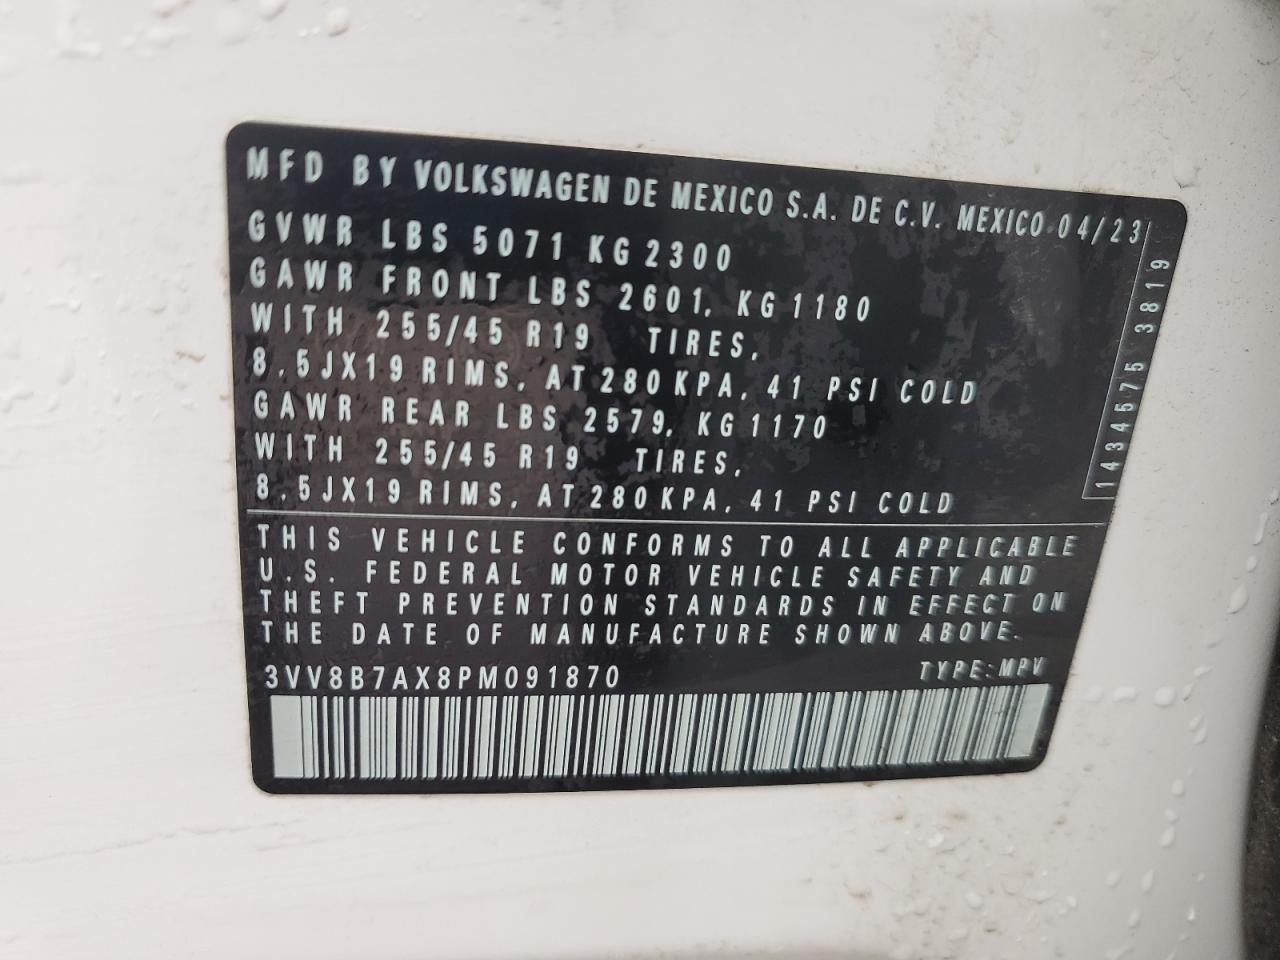 MFD BY VOLKSWAGEN DE MEXICO S.A. DE C.V. MEXICO 04/23
GVWR LBS 5071 KG 2300
GAWR FRONT LBS 2601, KG 1180
WITH 255/45 R19 TIRES,
8.5JX19 RIMS, AT 280 KPA, 41 PSI COLD
GAWR REAR LBS 2579, KG 1170
WITH 255/45 R19 TIRES,
8.5JX19 RIMS, AT 280 KPA, 41 PSI COLD
1434575 3819
THIS VEHICLE CONFORMS TO ALL APPLICABLE
U.S. FEDERAL MOTOR VEHICLE SAFETY AND
THEFT PREVENTION STANDARDS IN EFFECT ON
THE DATE OF MANUFACTURE SHOWN ABOVE.
3VV8B7AX8PM091870 TYPE: MPV